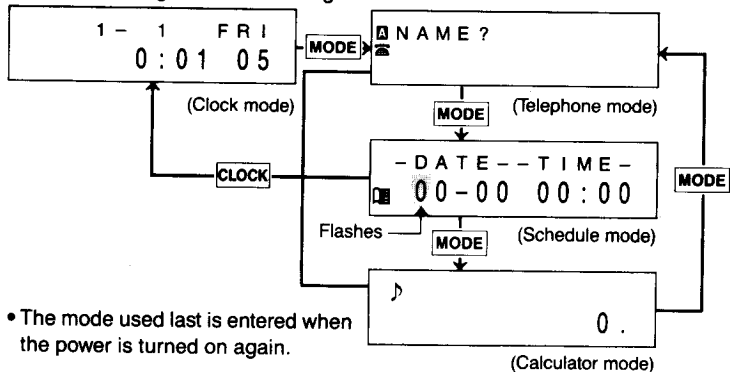 1 - 1 FRI
0:01 05
(Clock mode)
MODE
A NAME?
(Telephone mode)
MODE
CLOCK
-DATE--TIME-
00-00 00:00
Flashes
(Schedule mode)
MODE
MODE
0.
(Calculator mode)
• The mode used last is entered when
the power is turned on again.